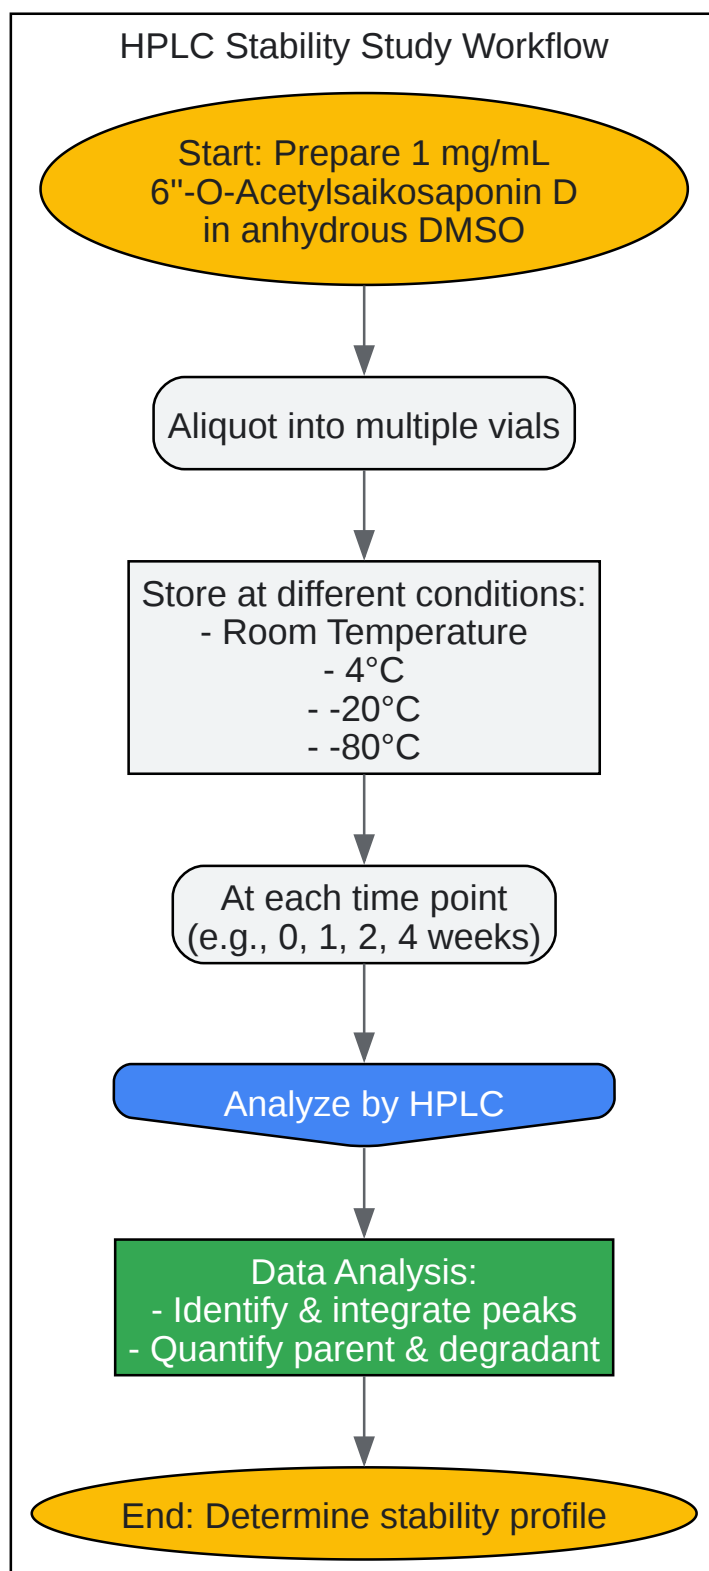 HPLC Stability Study Workflow
Start: Prepare 1 mg/mL
6"-O-Acetylsaikosaponin D
in anhydrous DMSO
Aliquot into multiple vials
Store at different conditions:
- Room Temperature
- 4°C
- -20°C
- -80°C
At each time point
(e.g., 0, 1, 2, 4 weeks)
Analyze by HPLC
Data Analysis:
- Identify & integrate peaks
- Quantify parent & degradant
End: Determine stability profile